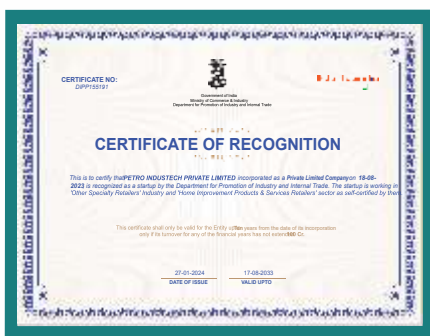 CERTIFICATE NO:
DIPP155191
Government of India
Ministry of Commerce & Industry
Department for Promotion of Industry and Internal Trade
CERTIFICATE OF RECOGNITION
This is to certify that PETRO INDUSTECH PRIVATE LIMITED incorporated as a Private Limited Company on 18-08-
2023, is recognized as a startup by the Department for Promotion of Industry and Internal Trade. The startup is working in
'Other Specialty Retailers' Industry and 'Home Improvement Products & Services Retailers' sector as self-certified by them.
This certificate shall only be valid for the Entity Ten years from the date of its incorporation
only if its turnover for any of the financial years has not 100 Cr.
27-01-2024 17-08-2033
DATE OF ISSUE VALID UPTO